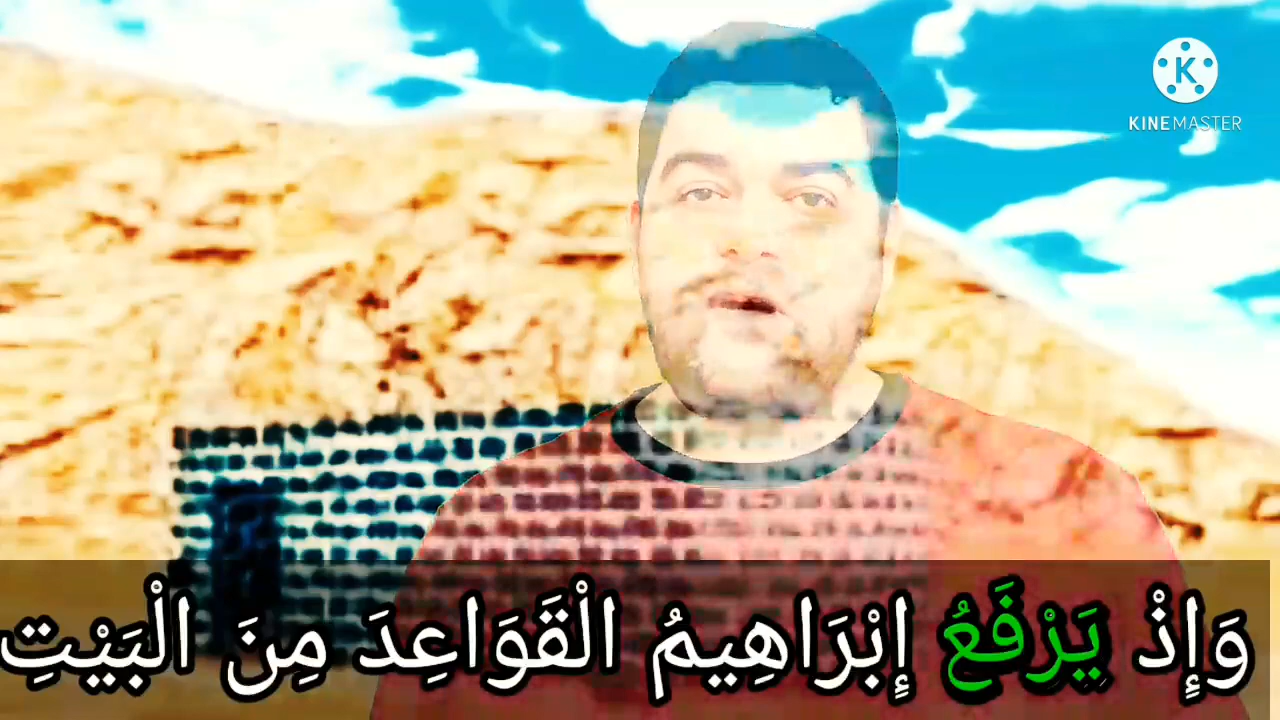 KINEMASTER
وَإِذْ يَرْفَعُ إِبْرَاهِيمُ الْقَوَاعِدَ مِنَ الْبَيْتِ